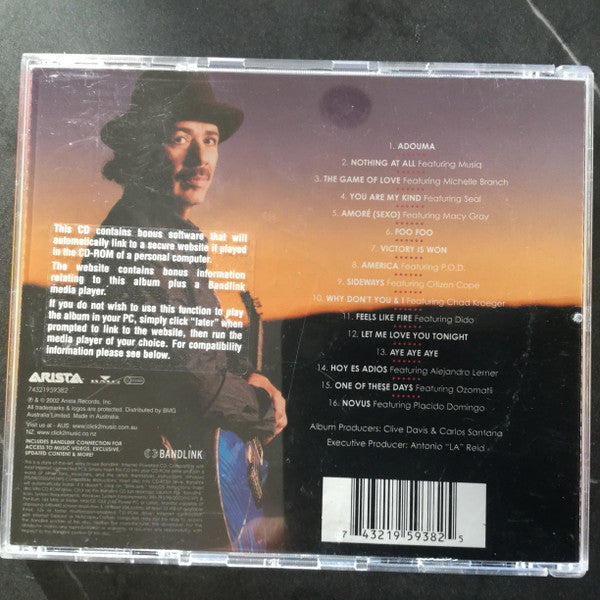 1. ADOUMA
2. NOTHING AT ALL Featuring Musiq
3. THE GAME OF LOVE Featuring Michelle Branch
4. YOU ARE MY KIND Featuring Seal
5. AMORÉ (SEXO) Featuring Macy Gray
6. FOO FOO
7. VICTORY IS WON
8. AMERICA Featuring P.O.D.
9. SIDEWAYS Featuring Citizen Cope
10. WHY DON'T YOU & I Featuring Chad Kroeger
11. FEELS LIKE FIRE Featuring Dido
12. LET ME LOVE YOU TONIGHT
13. AYE AYE AYE
14. HOY ES ADIOS Featuring Alejandro Lerner
15. ONE OF THESE DAYS Featuring Ozomatli
16. NOVUS Featuring Placido Domingo
Album Producers: Clive Davis & Carlos Santana
Executive Producer: Antonio "LA" Reid
This CD contains bonus software that will
automatically link to a secure website if played
in the CD-ROM of a personal computer.
The website contains bonus information
relating to this album plus a Bandlink
media player.
If you do not wish to use this function to play
the album in your PC, simply click "later" when
prompted to link to the website, then run the
media player of your choice. For compatibility
information please see below.
ARISTA
BMG
74321959382
℗ & © 2002 Arista Records, Inc.
All trademarks & logos are protected. Distributed by BMG
Australia Limited. Made in Australia.
Visit us at - AUS: www.click2music.com.au
NZ: www.click2music.co.nz
INCLUDES BANDLINK CONNECTION FOR
ACCESS TO MUSIC VIDEOS, EXCLUSIVE,
UPDATED CONTENT & MORE!
BANDLINK
7 43219 59382 5